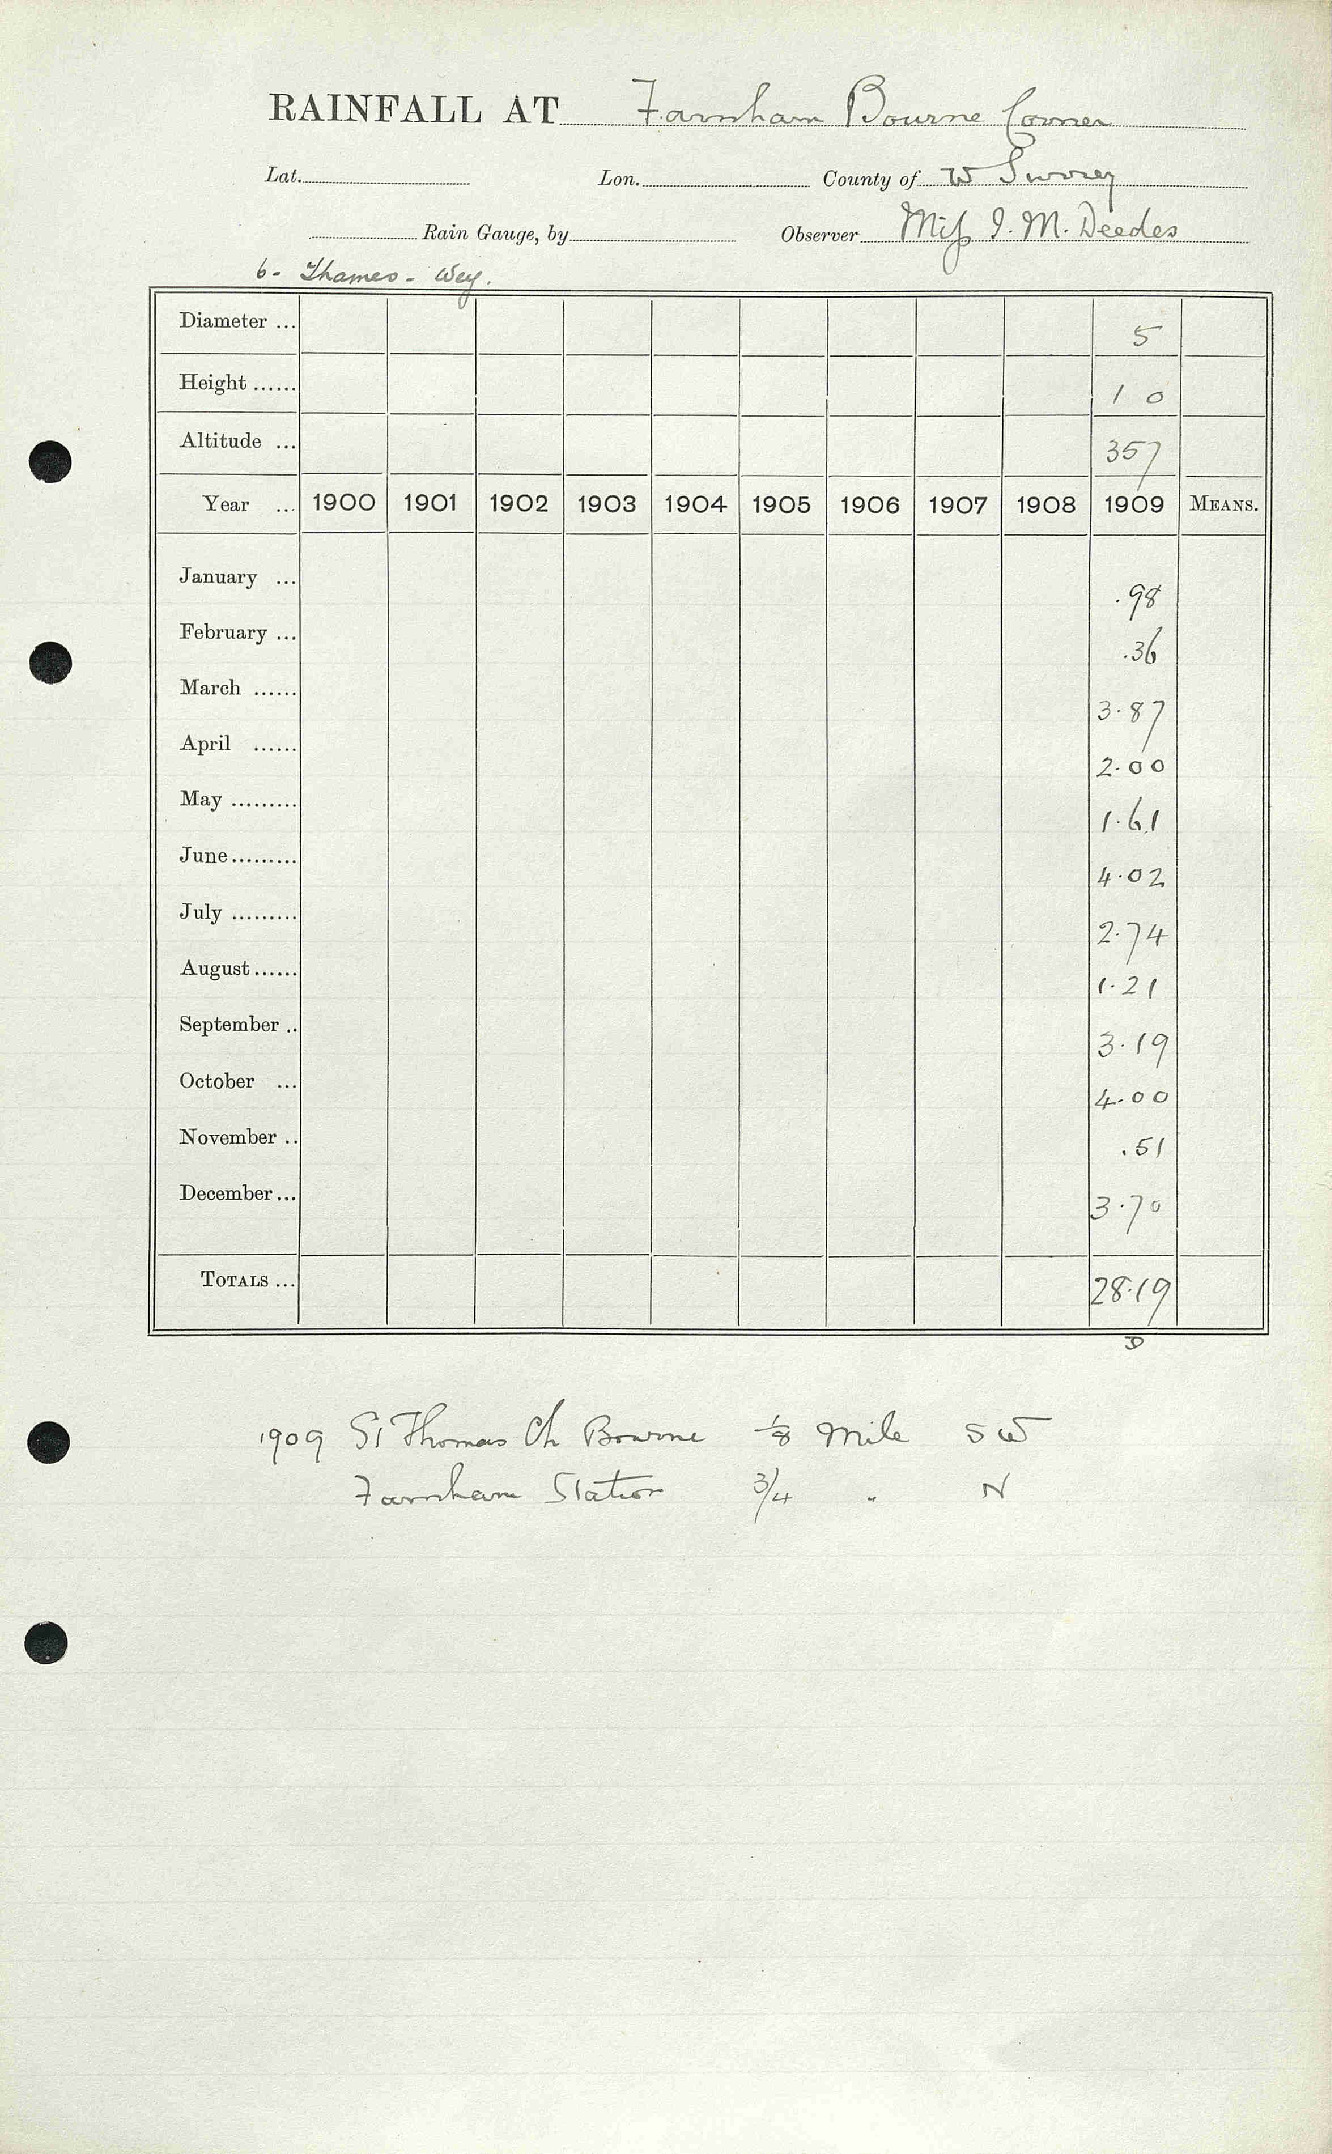 RAINFALL AT Farnham Bourne Corner
Lat. Lon. County of W Surrey
Rain Gauge, by Observer Miss I. M. Deedes
6 - Thames - Wey.
Diameter ... 5
Height ...... 1 0
Altitude ... 357
Year ... 1900 1901 1902 1903 1904 1905 1906 1907 1908 1909 MEANS.
January ... .98
February ... .36
March ...... 3.87
April ...... 2.00
May ......... 1.61
June ......... 4.02
July ......... 2.74
August ...... 1.21
September .. 3.19
October ... 4.00
November .. .51
December ... 3.70
TOTALS ... 28.19
D
1909 St Thomas Ch Bourne 1/8 Mile SW
Farnham Station 3/4 " N